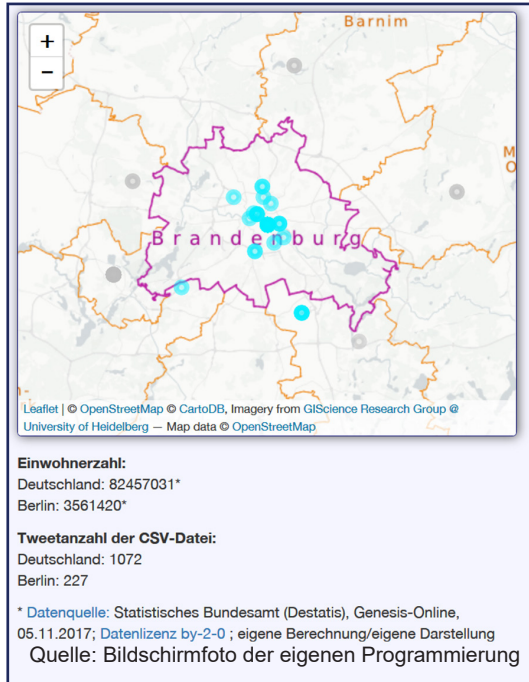 +
−
Barnim
M
O
Brandenburg
Leaflet | © OpenStreetMap © CartoDB, Imagery from GIScience Research Group @
University of Heidelberg — Map data © OpenStreetMap
Einwohnerzahl:
Deutschland: 82457031*
Berlin: 3561420*
Tweetanzahl der CSV-Datei:
Deutschland: 1072
Berlin: 227
* Datenquelle: Statistisches Bundesamt (Destatis), Genesis-Online,
05.11.2017; Datenlizenz by-2-0 ; eigene Berechnung/eigene Darstellung
Quelle: Bildschirmfoto der eigenen Programmierung